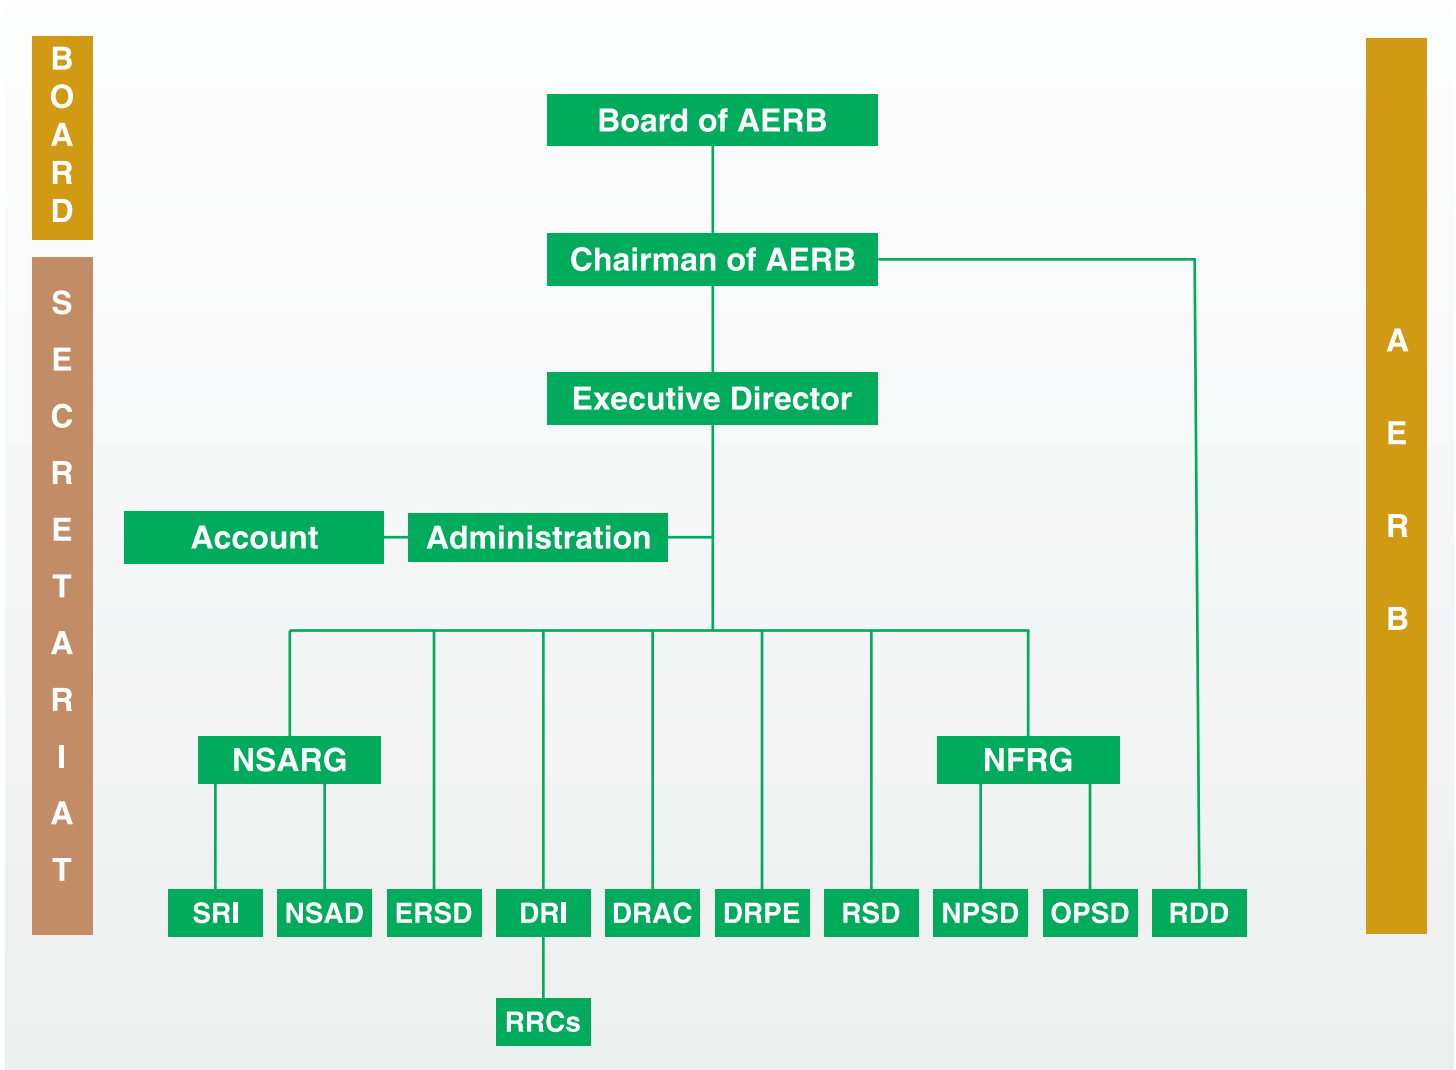 BOARD
SECRETARIAT
Board of AERB
Chairman of AERB
Executive Director
Account
Administration
NSARG
NFRG
SRI
NSAD
ERSD
DRI
DRAC
DRPE
RSD
NPSD
OPSD
RDD
RRCs
AERB